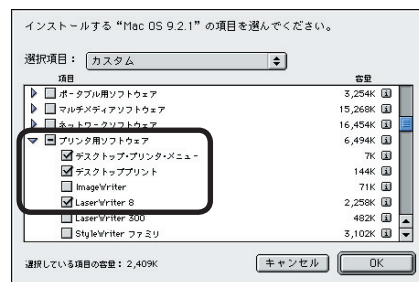 インストールする“Mac OS 9.2.1”の項目を選んでください。
選択項目： カスタム
項目 容量
ポータブル用ソフトウェア 3,254K
マルチメディアソフトウェア 15,268K
ネットワークソフトウェア 16,454K
プリンタ用ソフトウェア 6,494K
デスクトップ・プリンタ・メニュー 7K
デスクトッププリント 144K
ImageWriter 71K
LaserWriter 8 2,258K
LaserWriter 300 482K
StyleWriter ファミリ 3,102K
選択している項目の容量：2,409K キャンセル OK